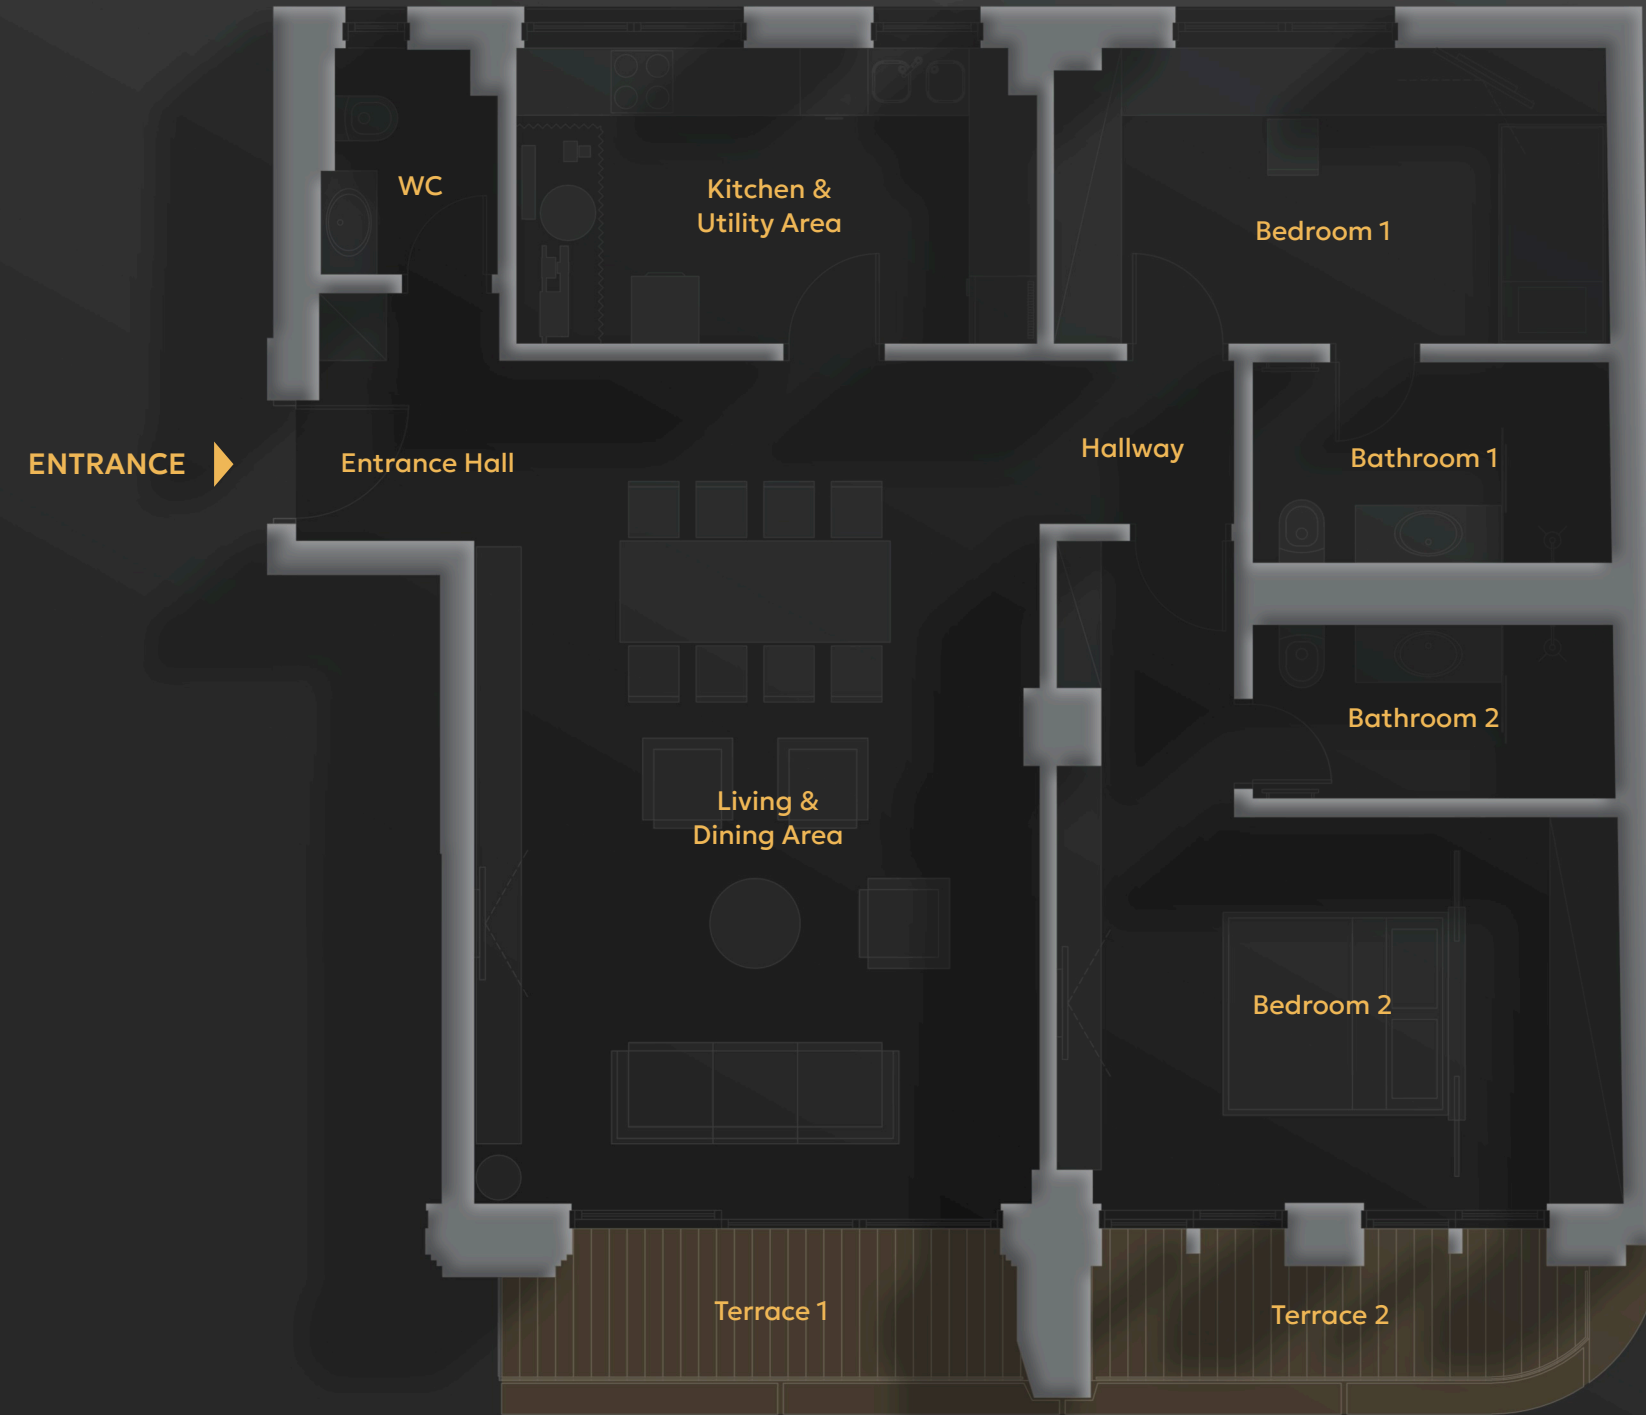 WC
Kitchen &
Utility Area
Bedroom 1
ENTRANCE
Entrance Hall
Hallway
Bathroom 1
Bathroom 2
Living &
Dining Area
Bedroom 2
Terrace 1
Terrace 2